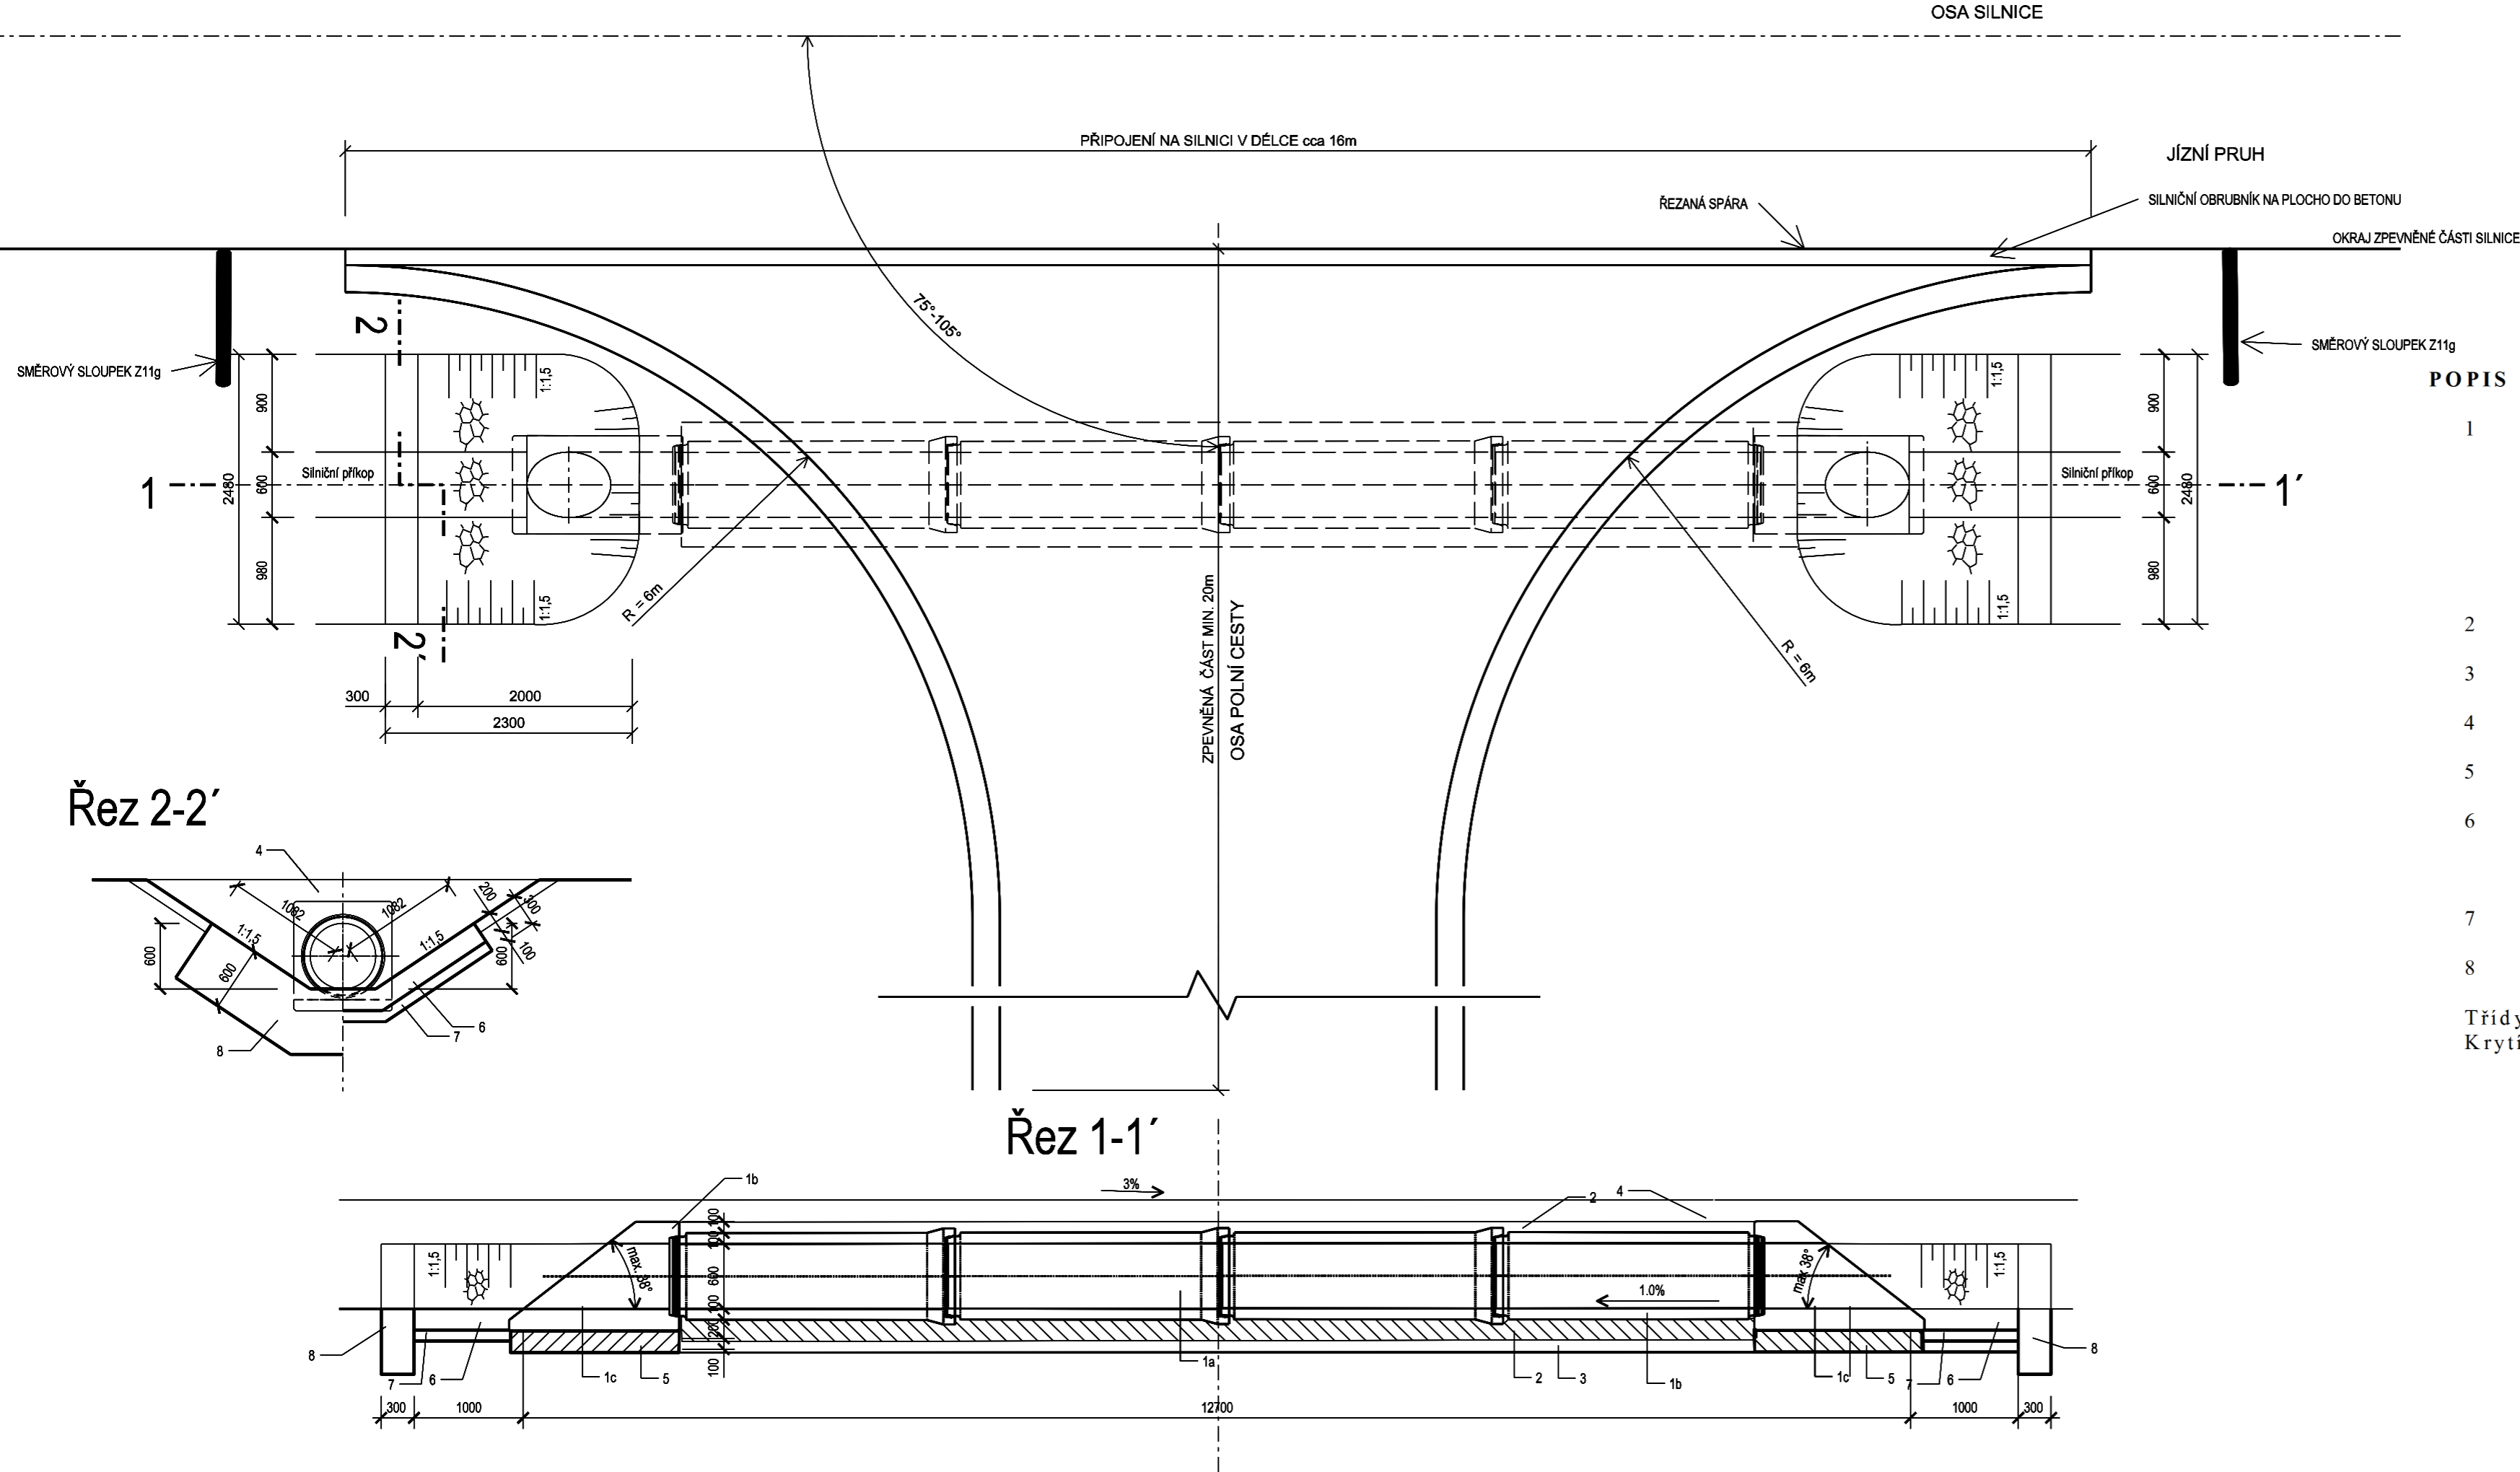 OSA SILNICE
PŘIPOJENÍ NA SILNICI V DÉLCE cca 16m
JÍZNÍ PRUH
ŘEZANÁ SPÁRA
SILNIČNÍ OBRUBNÍK NA PLOCHO DO BETONU
OKRAJ ZPEVNĚNÉ ČÁSTI SILNICE
75°-105°
2
SMĚROVÝ SLOUPEK Z11g
SMĚROVÝ SLOUPEK Z11g
1:1,5
1:1,5
900
900
POPIS
1
1
Silniční příkop
600
2480
Silniční příkop
600
2480
1´
980
980
1:1,5
1:1,5
R = 6m
R = 6m
2´
ZPEVNĚNÁ ČÁST MIN. 20m
OSA POLNÍ CESTY
2
3
4
5
6
7
8
Třídy
Krytí
300
2000
2300
Řez 2-2´
4
1082
1082
200
300
100
1:1,5
1:1,5
600
600
600
6
7
8
Řez 1-1´
1b
3%
2
4
100
100
600
100
200
100
1:1,5
1:1,5
max. 38°
max 38°
1.0%
8
7
6
1c
5
1a
2
3
1b
1c
5
7
6
8
300
1000
12700
1000
300